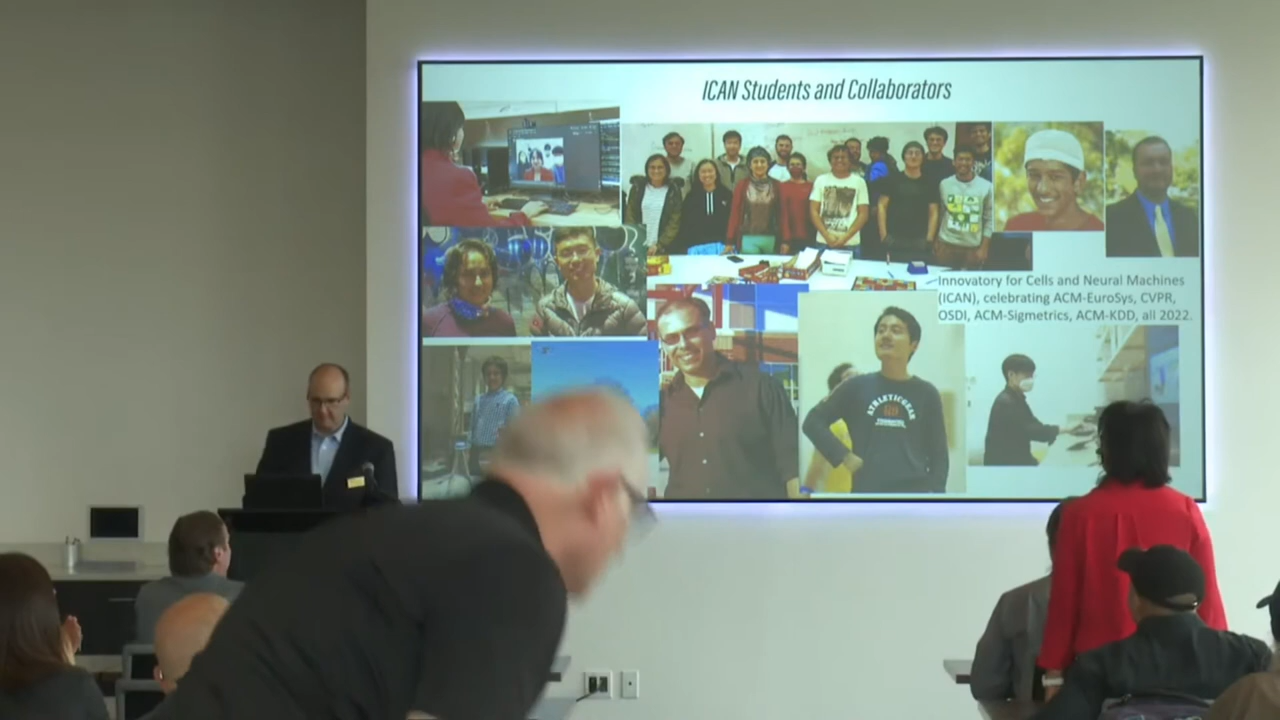 ICAN Students and Collaborators
Innovatory for Cells and Neural Machines
(ICAN), celebrating ACM-EuroSys, CVPR,
OSDI, ACM-Sigmetrics, ACM-KDD, all 2022.
ATHLETICGEAR